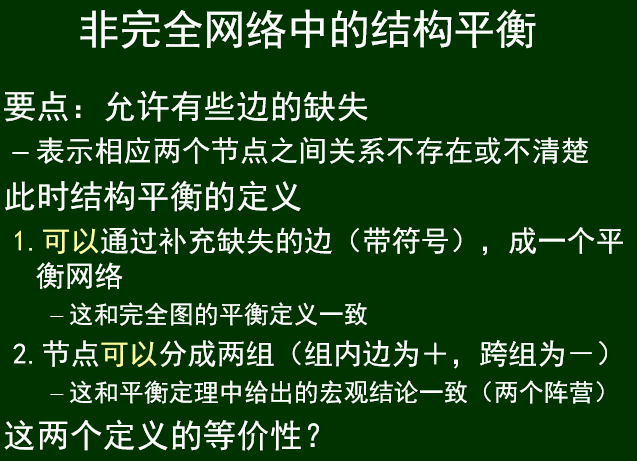 非完全网络中的结构平衡
要点：允许有些边的缺失
– 表示相应两个节点之间关系不存在或不清楚
此时结构平衡的定义
1. 可以通过补充缺失的边（带符号），成一个平
衡网络
– 这和完全图的平衡定义一致
2. 节点可以分成两组（组内边为＋，跨组为－）
– 这和平衡定理中给出的宏观结论一致（两个阵营）
这两个定义的等价性？